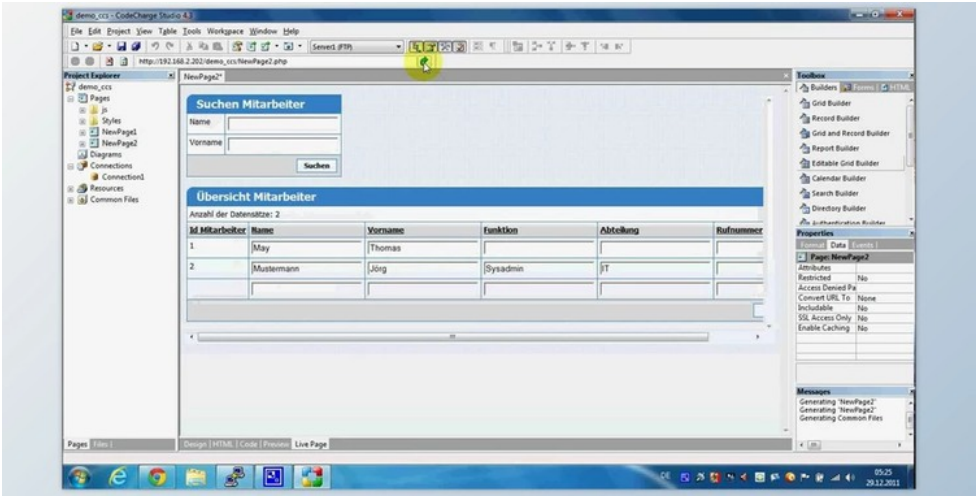 demo_ccs - CodeCharge Studio 4.3
File Edit Project View Table Tools Workspace Window Help
Server1 (FTP)
http://192.168.2.202/demo_ccs/NewPage2.php
Project Explorer
demo_ccs
Pages
js
Styles
NewPage1
NewPage2
Diagrams
Connections
Connection1
Resources
Common Files
Pages Files
NewPage2*
Suchen Mitarbeiter
Name
Vorname
Suchen
Übersicht Mitarbeiter
Anzahl der Datensätze: 2
Id Mitarbeiter Name Vorname Funktion Abteilung Rufnummer
1 May Thomas
2 Mustermann Jörg Sysadmin IT
Design HTML Code Preview Live Page
Toolbox
Builders Forms HTML
Grid Builder
Record Builder
Grid and Record Builder
Report Builder
Editable Grid Builder
Calendar Builder
Search Builder
Directory Builder
Authentication Builder
Properties
Format Data Events
Page: NewPage2
Attributes
Restricted No
Access Denied Pa
Convert URL To None
Includable No
SSL Access Only No
Enable Caching No
Messages
Generating "NewPage2"
Generating "NewPage2"
Generating Common Files
DE
05:25
29.12.2011